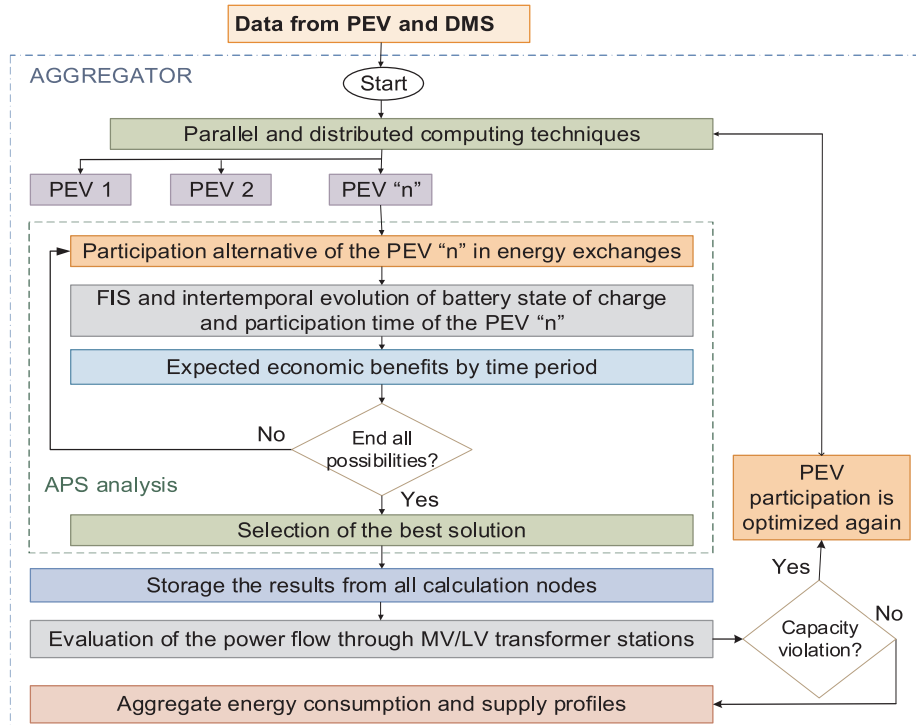 Data from PEV and DMS
AGGREGATOR
Start
Parallel and distributed computing techniques
PEV 1
PEV 2
PEV “n”
Participation alternative of the PEV “n” in energy exchanges
FIS and intertemporal evolution of battery state of charge
and participation time of the PEV “n”
Expected economic benefits by time period
No
End all
possibilities?
APS analysis
Yes
Selection of the best solution
PEV
participation is
optimized again
Storage the results from all calculation nodes
Yes
No
Evaluation of the power flow through MV/LV transformer stations
Capacity
violation?
Aggregate energy consumption and supply profiles